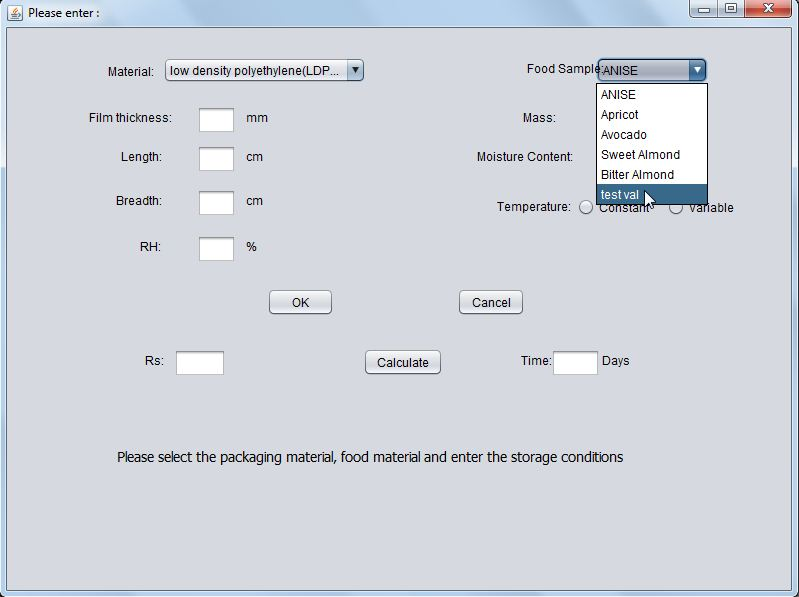 Please enter :
Material: low density polyethylene(LDP... Food Sample: ANISE
ANISE
Apricot
Avocado
Sweet Almond
Bitter Almond
test val
Film thickness: mm Mass:
Length: cm Moisture Content:
Breadth: cm Temperature: Constant Variable
RH: %
OK Cancel
Rs: Calculate Time: Days
Please select the packaging material, food material and enter the storage conditions